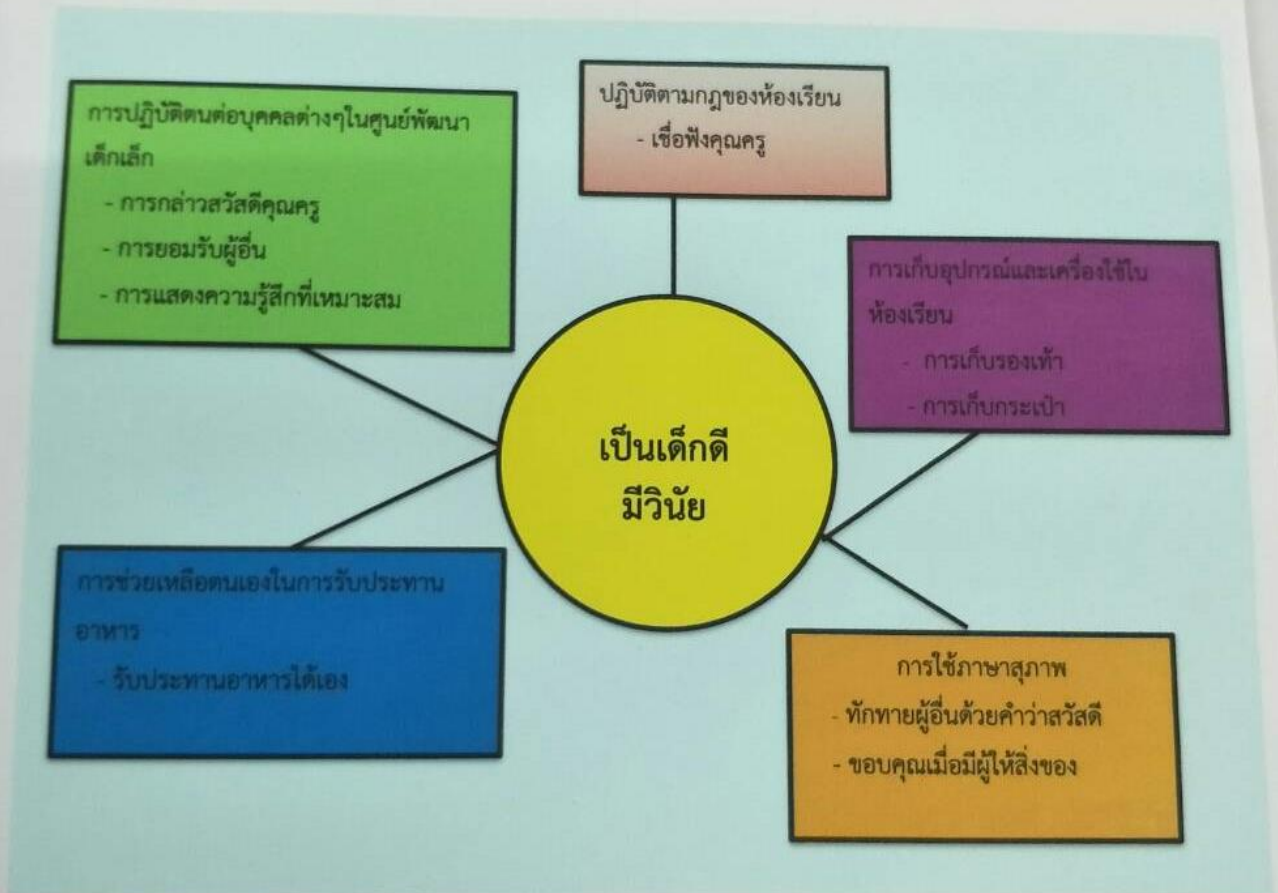 การปฏิบัติตนต่อบุคคลต่างๆในศูนย์พัฒนา
เด็กเล็ก
- การกล่าวสวัสดีคุณครู
- การยอมรับผู้อื่น
- การแสดงความรู้สึกที่เหมาะสม
ปฏิบัติตามกฎของห้องเรียน
- เชื่อฟังคุณครู
การเก็บอุปกรณ์และเครื่องใช้ใน
ห้องเรียน
- การเก็บรองเท้า
- การเก็บกระเป๋า
เป็นเด็กดี
มีวินัย
การช่วยเหลือตนเองในการรับประทาน
อาหาร
- รับประทานอาหารได้เอง
การใช้ภาษาสุภาพ
- ทักทายผู้อื่นด้วยคำว่าสวัสดี
- ขอบคุณเมื่อมีผู้ให้สิ่งของ